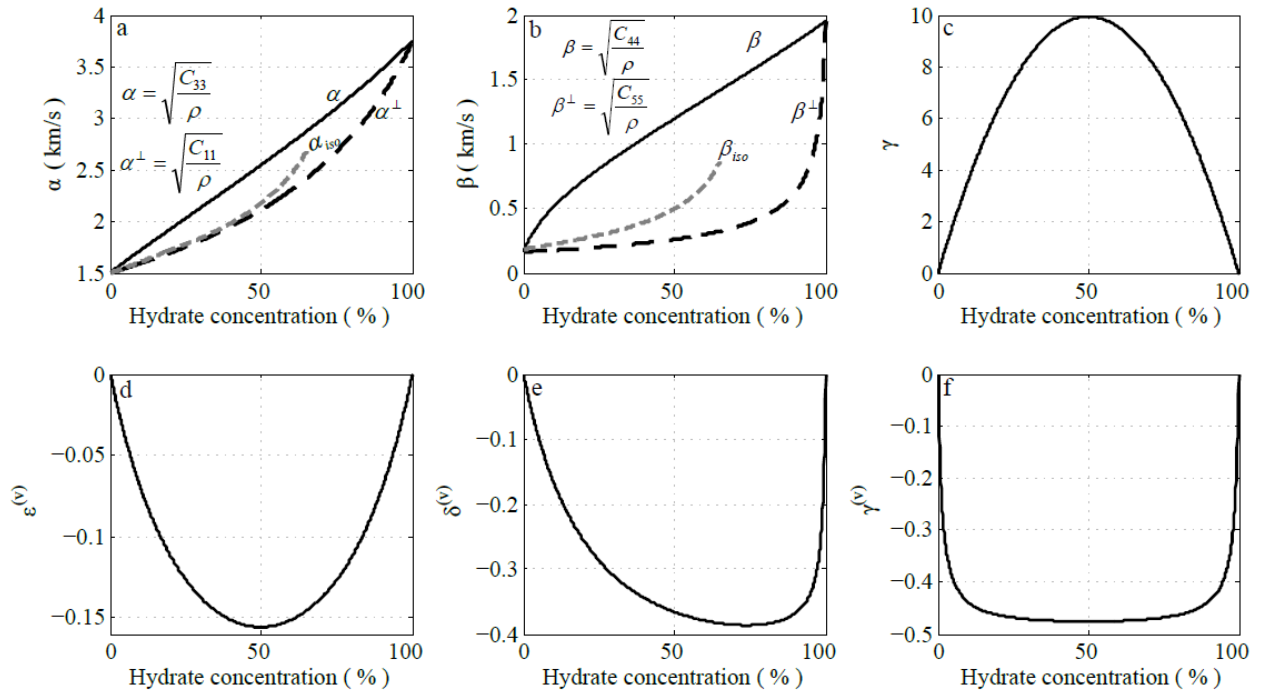 a
α = √(C₃₃/ρ)
α^⊥ = √(C₁₁/ρ)
α
α^⊥
α_iso
4
3.5
3
2.5
2
1.5
α ( km/s)
0
50
100
Hydrate concentration ( % )
b
β = √(C₄₄/ρ)
β^⊥ = √(C₅₅/ρ)
β
β^⊥
β_iso
2
1.5
1
0.5
0
β ( km/s)
0
50
100
Hydrate concentration ( % )
c
10
8
6
4
2
0
γ
0
50
100
Hydrate concentration ( % )
d
0
−0.05
−0.1
−0.15
ε^(v)
0
50
100
Hydrate concentration ( % )
e
0
−0.1
−0.2
−0.3
−0.4
δ^(v)
0
50
100
Hydrate concentration ( % )
f
0
−0.1
−0.2
−0.3
−0.4
−0.5
γ^(v)
0
50
100
Hydrate concentration ( % )